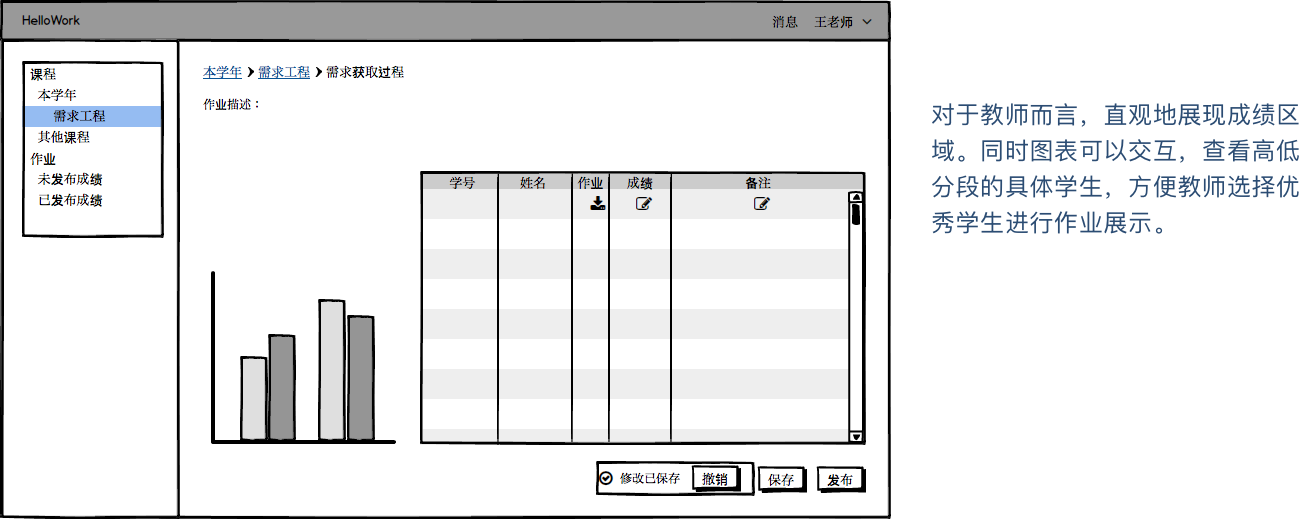 HelloWork
消息 王老师
课程
本学年
需求工程
其他课程
作业
未发布成绩
已发布成绩
本学年 > 需求工程 > 需求获取过程
作业描述：
学号 姓名 作业 成绩 备注
修改已保存 撤销 保存 发布
对于教师而言，直观地展现成绩区
域。同时图表可以交互，查看高低
分段的具体学生，方便教师选择优
秀学生进行作业展示。